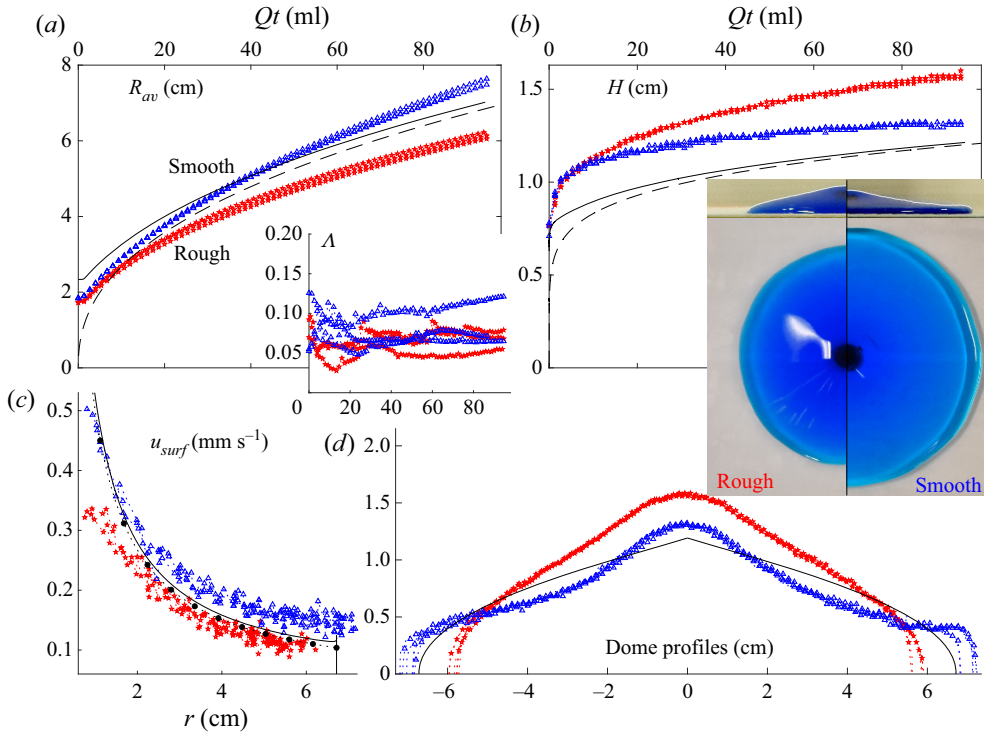 Qt (ml)
Qt (ml)
(a)
0 20 40 60 80
(b)
0 20 40 60 80
8
6
4
2
0
R_av (cm)
Smooth
Rough
1.5
1.0
0.5
0
H (cm)
0.20
0.15
0.10
0.05
Λ
0 20 40 60 80
Rough
Smooth
(c)
0.5
0.4
0.3
0.2
0.1
u_surf (mm s⁻¹)
2 4 6
r (cm)
(d)
2.0
1.5
1.0
0.5
0
Dome profiles (cm)
−6 −4 −2 0 2 4 6